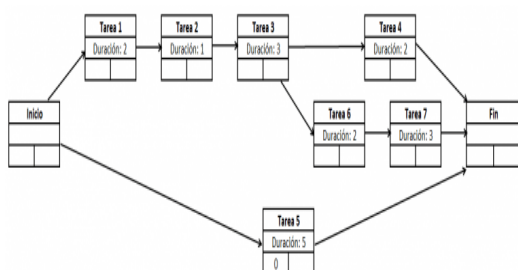 Tarea 1
Duración: 2
Tarea 2
Duración: 1
Tarea 3
Duración: 3
Tarea 4
Duración: 2
Inicio
Tarea 6
Duración: 2
Tarea 7
Duración: 3
Fin
Tarea 5
Duración: 5
0